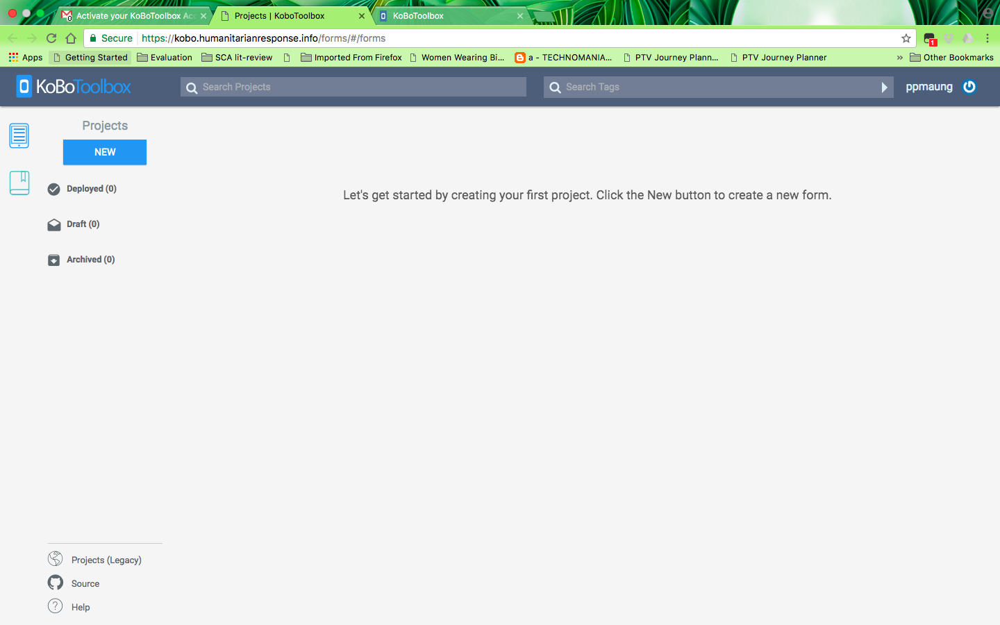 Activate your KoBoToolbox Acc
Projects | KoboToolbox
KoBoToolbox
0
Secure
https://kobo.humanitarianresponse.info/forms/#/forms
1
Apps
Getting Started
Evaluation
SCA lit-review
Imported From Firefox
Women Wearing Bi...
a - TECHNOMANIA...
PTV Journey Plann...
PTV Journey Planner
»
Other Bookmarks
KoBoToolbox
Search Projects
Search Tags
ppmaung
Projects
NEW
Deployed (0)
Let's get started by creating your first project. Click the New button to create a new form.
Draft (0)
Archived (0)
Projects (Legacy)
Source
Help